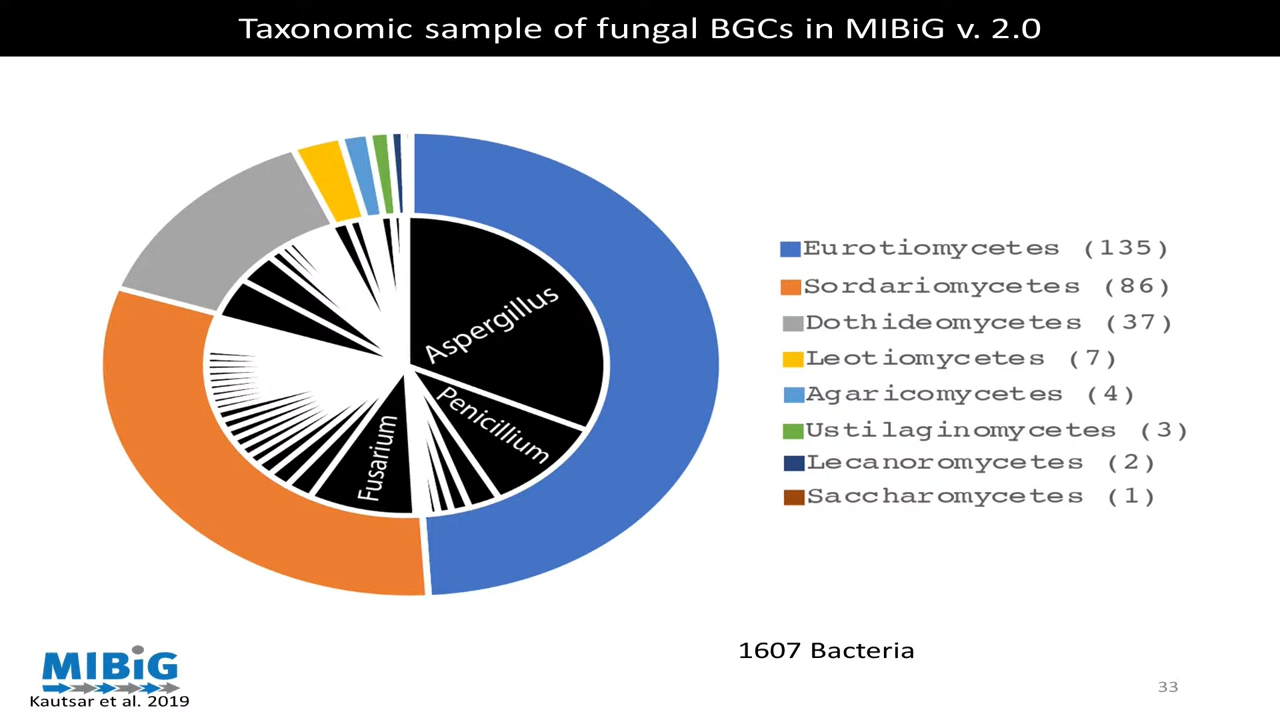 Taxonomic sample of fungal BGCs in MIBiG v. 2.0
Aspergillus
Penicillium
Fusarium
Eurotiomycetes (135)
Sordariomycetes (86)
Dothideomycetes (37)
Leotiomycetes (7)
Agaricomycetes (4)
Ustilaginomycetes (3)
Lecanoromycetes (2)
Saccharomycetes (1)
1607 Bacteria
MIBiG
Kautsar et al. 2019
33